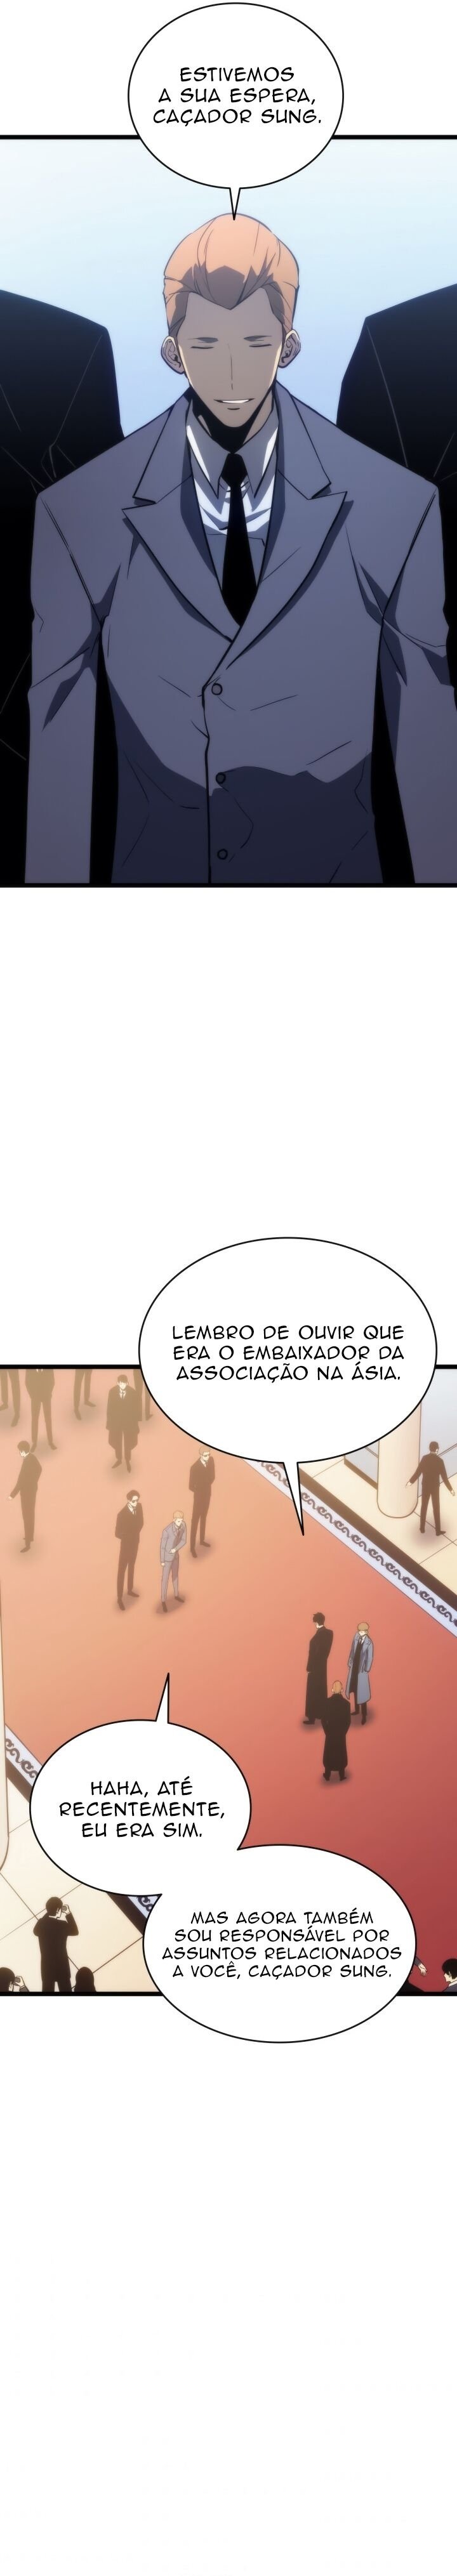 ESTIVEMOS
A SUA ESPERA,
CAÇADOR SUNG.
LEMBRO DE OUVIR QUE
ERA O EMBAIXADOR DA
ASSOCIAÇÃO NA ÁSIA.
HAHA, ATÉ
RECENTEMENTE,
EU ERA SIM.
MAS AGORA TAMBÉM
SOU RESPONSÁVEL POR
ASSUNTOS RELACIONADOS
A VOCÊ, CAÇADOR SUNG.